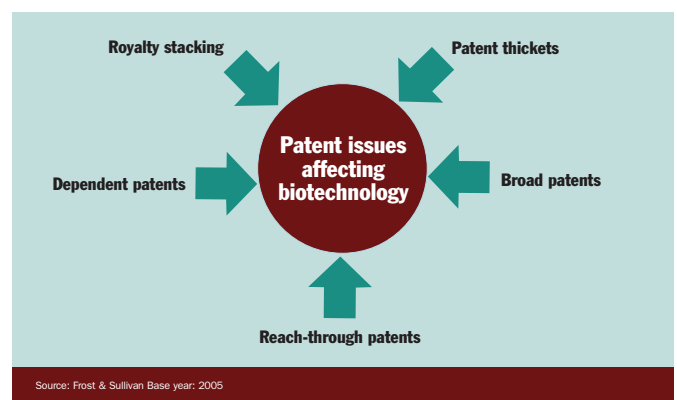 Royalty stacking
Patent thickets
Patent issues
affecting
biotechnology
Dependent patents
Broad patents
Reach-through patents
Source: Frost & Sullivan Base year: 2005